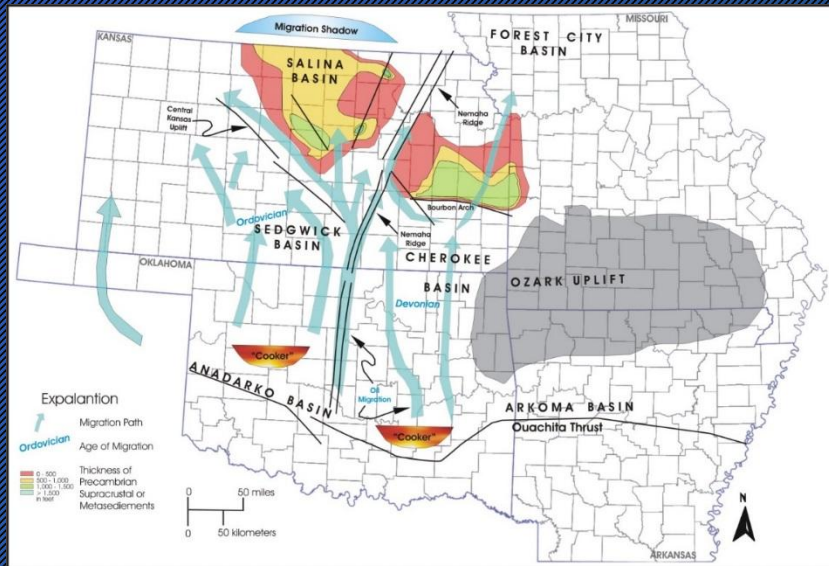 Migration Shadow
KANSAS
MISSOURI
FOREST CITY
BASIN
SALINA
BASIN
Nemaha
Ridge
Central
Kansas
Uplift
Bourbon Arch
Ordovician
SEDGWICK
BASIN
Nemaha
Ridge
CHEROKEE
BASIN
OKLAHOMA
OZARK UPLIFT
Devonian
"Cooker"
ANADARKO BASIN
Oil
Migration
"Cooker"
ARKOMA BASIN
Ouachita Thrust
Expalantion
Migration Path
Ordovician
Age of Migration
0 - 500
500 - 1,000
1,000 - 1,500
> 1,500
in feet
Thickness of
Precambrian
Supracrustal or
Metasediements
0 50 miles
0 50 kilometers
N
ARKANSAS